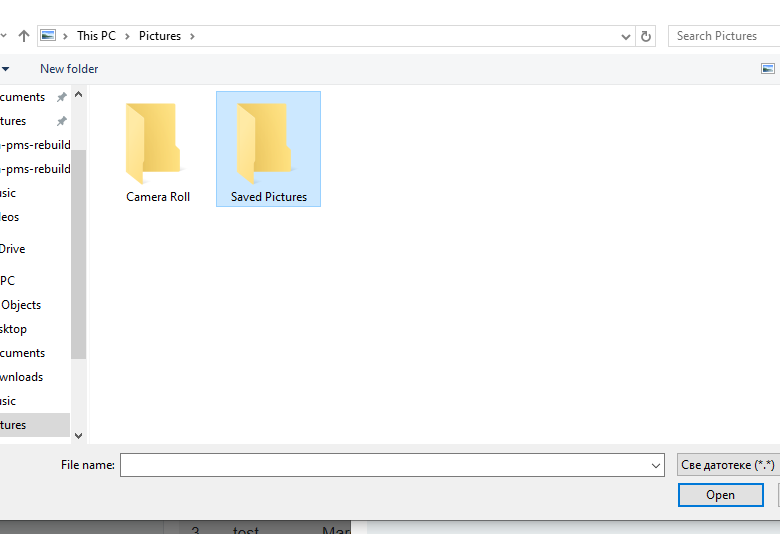 This PC > Pictures >
Search Pictures
New folder
cuments
tures
-pms-rebuild
-pms-rebuild
sic
leos
Drive
PC
Objects
sktop
cuments
wnloads
sic
tures
Camera Roll
Saved Pictures
File name:
Све датотеке (*.*)
Open
3 test Mar